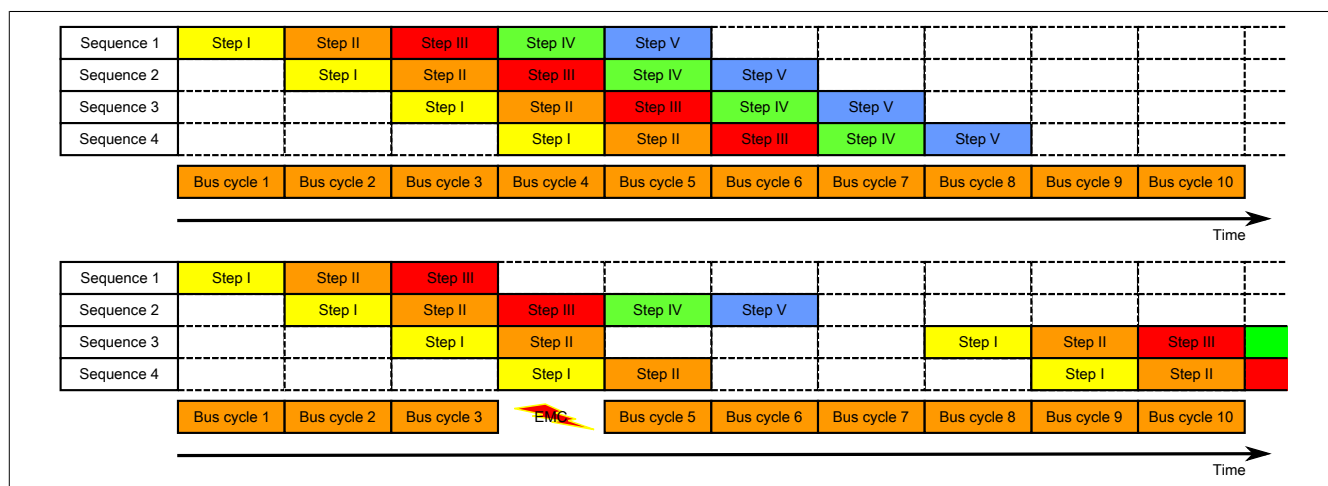 Sequence 1 Step I Step II Step III Step IV Step V
Sequence 2 Step I Step II Step III Step IV Step V
Sequence 3 Step I Step II Step III Step IV Step V
Sequence 4 Step I Step II Step III Step IV Step V
Bus cycle 1 Bus cycle 2 Bus cycle 3 Bus cycle 4 Bus cycle 5 Bus cycle 6 Bus cycle 7 Bus cycle 8 Bus cycle 9 Bus cycle 10
Time
Sequence 1 Step I Step II Step III
Sequence 2 Step I Step II Step III Step IV Step V
Sequence 3 Step I Step II Step I Step II Step III
Sequence 4 Step I Step II Step I Step II
Bus cycle 1 Bus cycle 2 Bus cycle 3 EMC Bus cycle 5 Bus cycle 6 Bus cycle 7 Bus cycle 8 Bus cycle 9 Bus cycle 10
Time